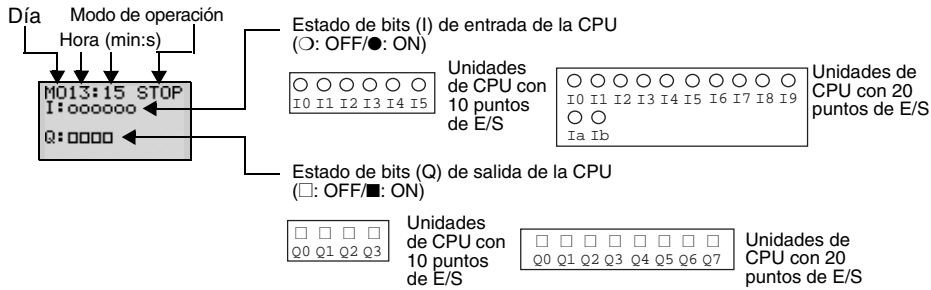 Día
Modo de operación
Hora (min:s)
MO13:15 STOP
I:oooooo
Q:□□□□
Estado de bits (I) de entrada de la CPU
(○: OFF/●: ON)
I0 I1 I2 I3 I4 I5
Unidades
de CPU con
10 puntos
de E/S
I0 I1 I2 I3 I4 I5 I6 I7 I8 I9
Ia Ib
Unidades de
CPU con 20
puntos de E/S
Estado de bits (Q) de salida de la CPU
(□: OFF/■: ON)
Q0 Q1 Q2 Q3
Unidades
de CPU con
10 puntos
de E/S
Q0 Q1 Q2 Q3 Q4 Q5 Q6 Q7
Unidades de
CPU con 20
puntos de E/S